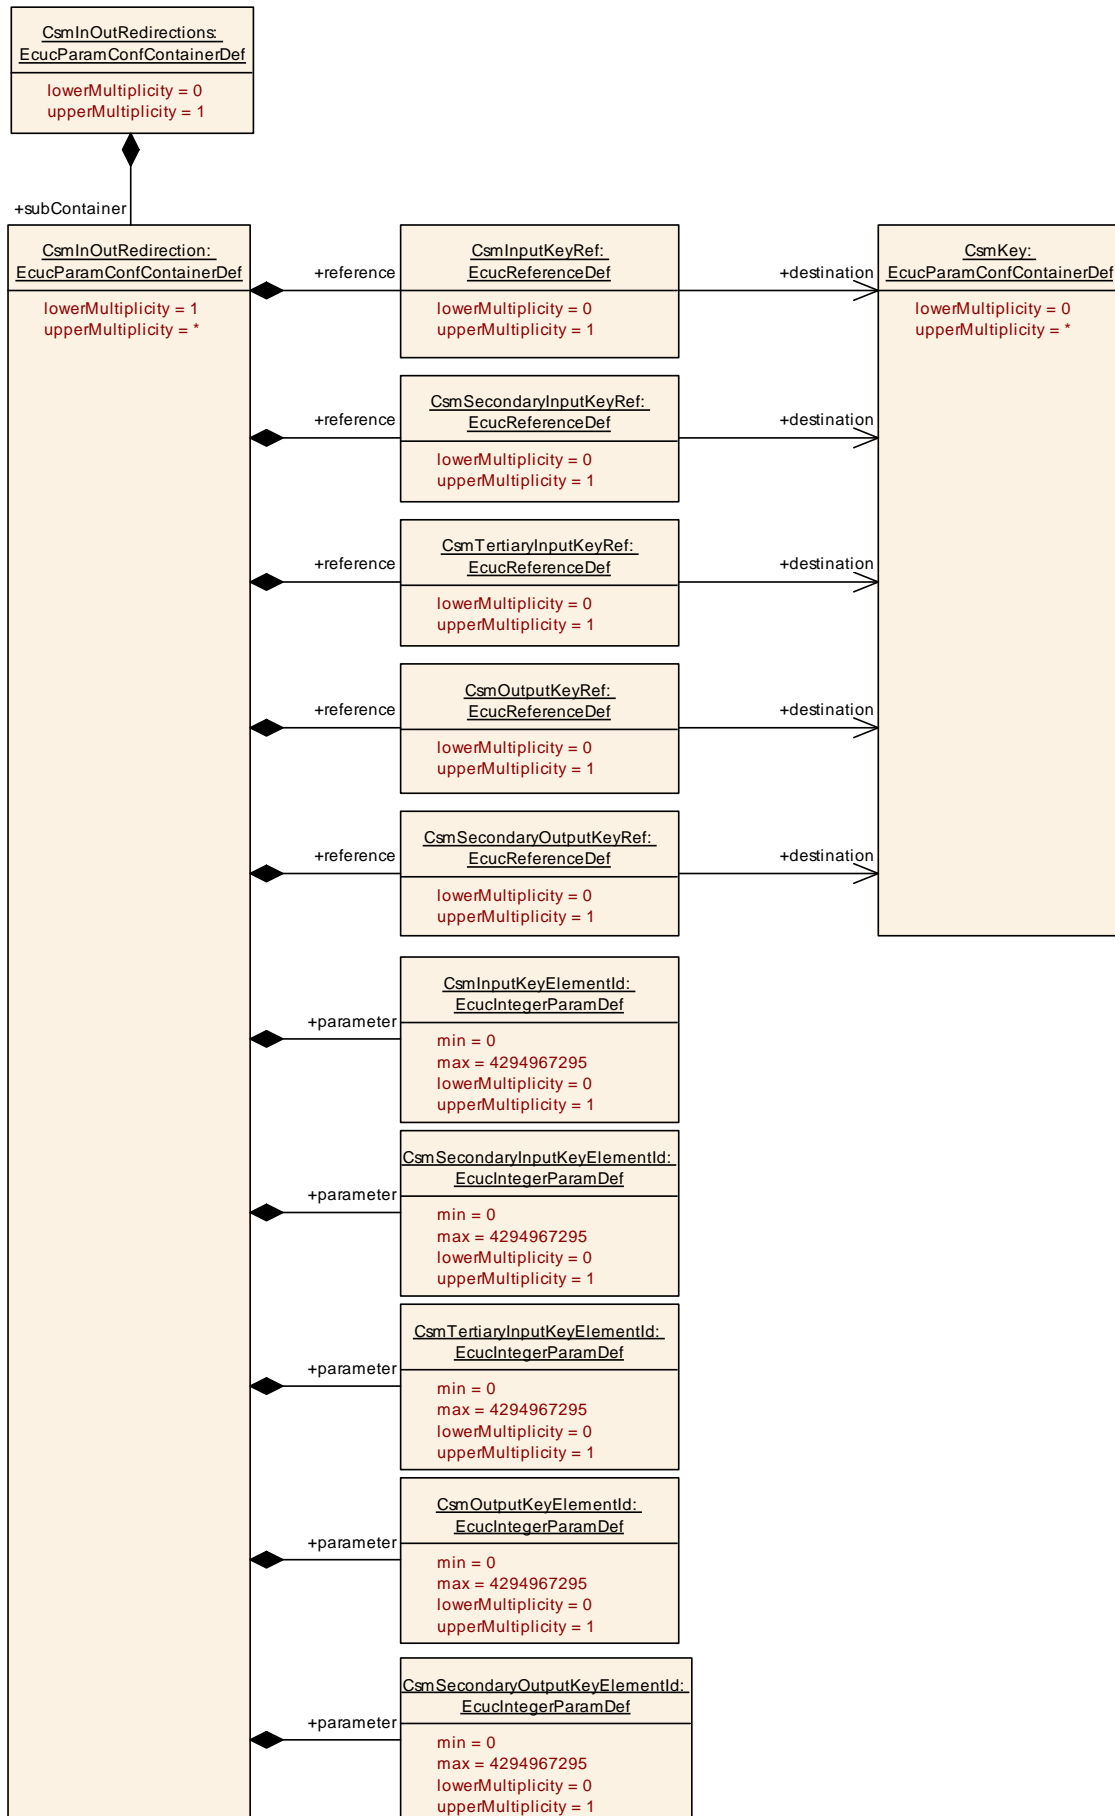 CsmInOutRedirections:
EcucParamConfContainerDef
lowerMultiplicity = 0
upperMultiplicity = 1
+subContainer
CsmInOutRedirection:
EcucParamConfContainerDef
lowerMultiplicity = 1
upperMultiplicity = *
+reference
CsmInputKeyRef:
EcucReferenceDef
lowerMultiplicity = 0
upperMultiplicity = 1
+destination
CsmKey:
EcucParamConfContainerDef
lowerMultiplicity = 0
upperMultiplicity = *
+reference
CsmSecondaryInputKeyRef:
EcucReferenceDef
lowerMultiplicity = 0
upperMultiplicity = 1
+destination
+reference
CsmTertiaryInputKeyRef:
EcucReferenceDef
lowerMultiplicity = 0
upperMultiplicity = 1
+destination
+reference
CsmOutputKeyRef:
EcucReferenceDef
lowerMultiplicity = 0
upperMultiplicity = 1
+destination
+reference
CsmSecondaryOutputKeyRef:
EcucReferenceDef
lowerMultiplicity = 0
upperMultiplicity = 1
+destination
+parameter
CsmInputKeyElementId:
EcucIntegerParamDef
min = 0
max = 4294967295
lowerMultiplicity = 0
upperMultiplicity = 1
+parameter
CsmSecondaryInputKeyElementId:
EcucIntegerParamDef
min = 0
max = 4294967295
lowerMultiplicity = 0
upperMultiplicity = 1
+parameter
CsmTertiaryInputKeyElementId:
EcucIntegerParamDef
min = 0
max = 4294967295
lowerMultiplicity = 0
upperMultiplicity = 1
+parameter
CsmOutputKeyElementId:
EcucIntegerParamDef
min = 0
max = 4294967295
lowerMultiplicity = 0
upperMultiplicity = 1
+parameter
CsmSecondaryOutputKeyElementId:
EcucIntegerParamDef
min = 0
max = 4294967295
lowerMultiplicity = 0
upperMultiplicity = 1